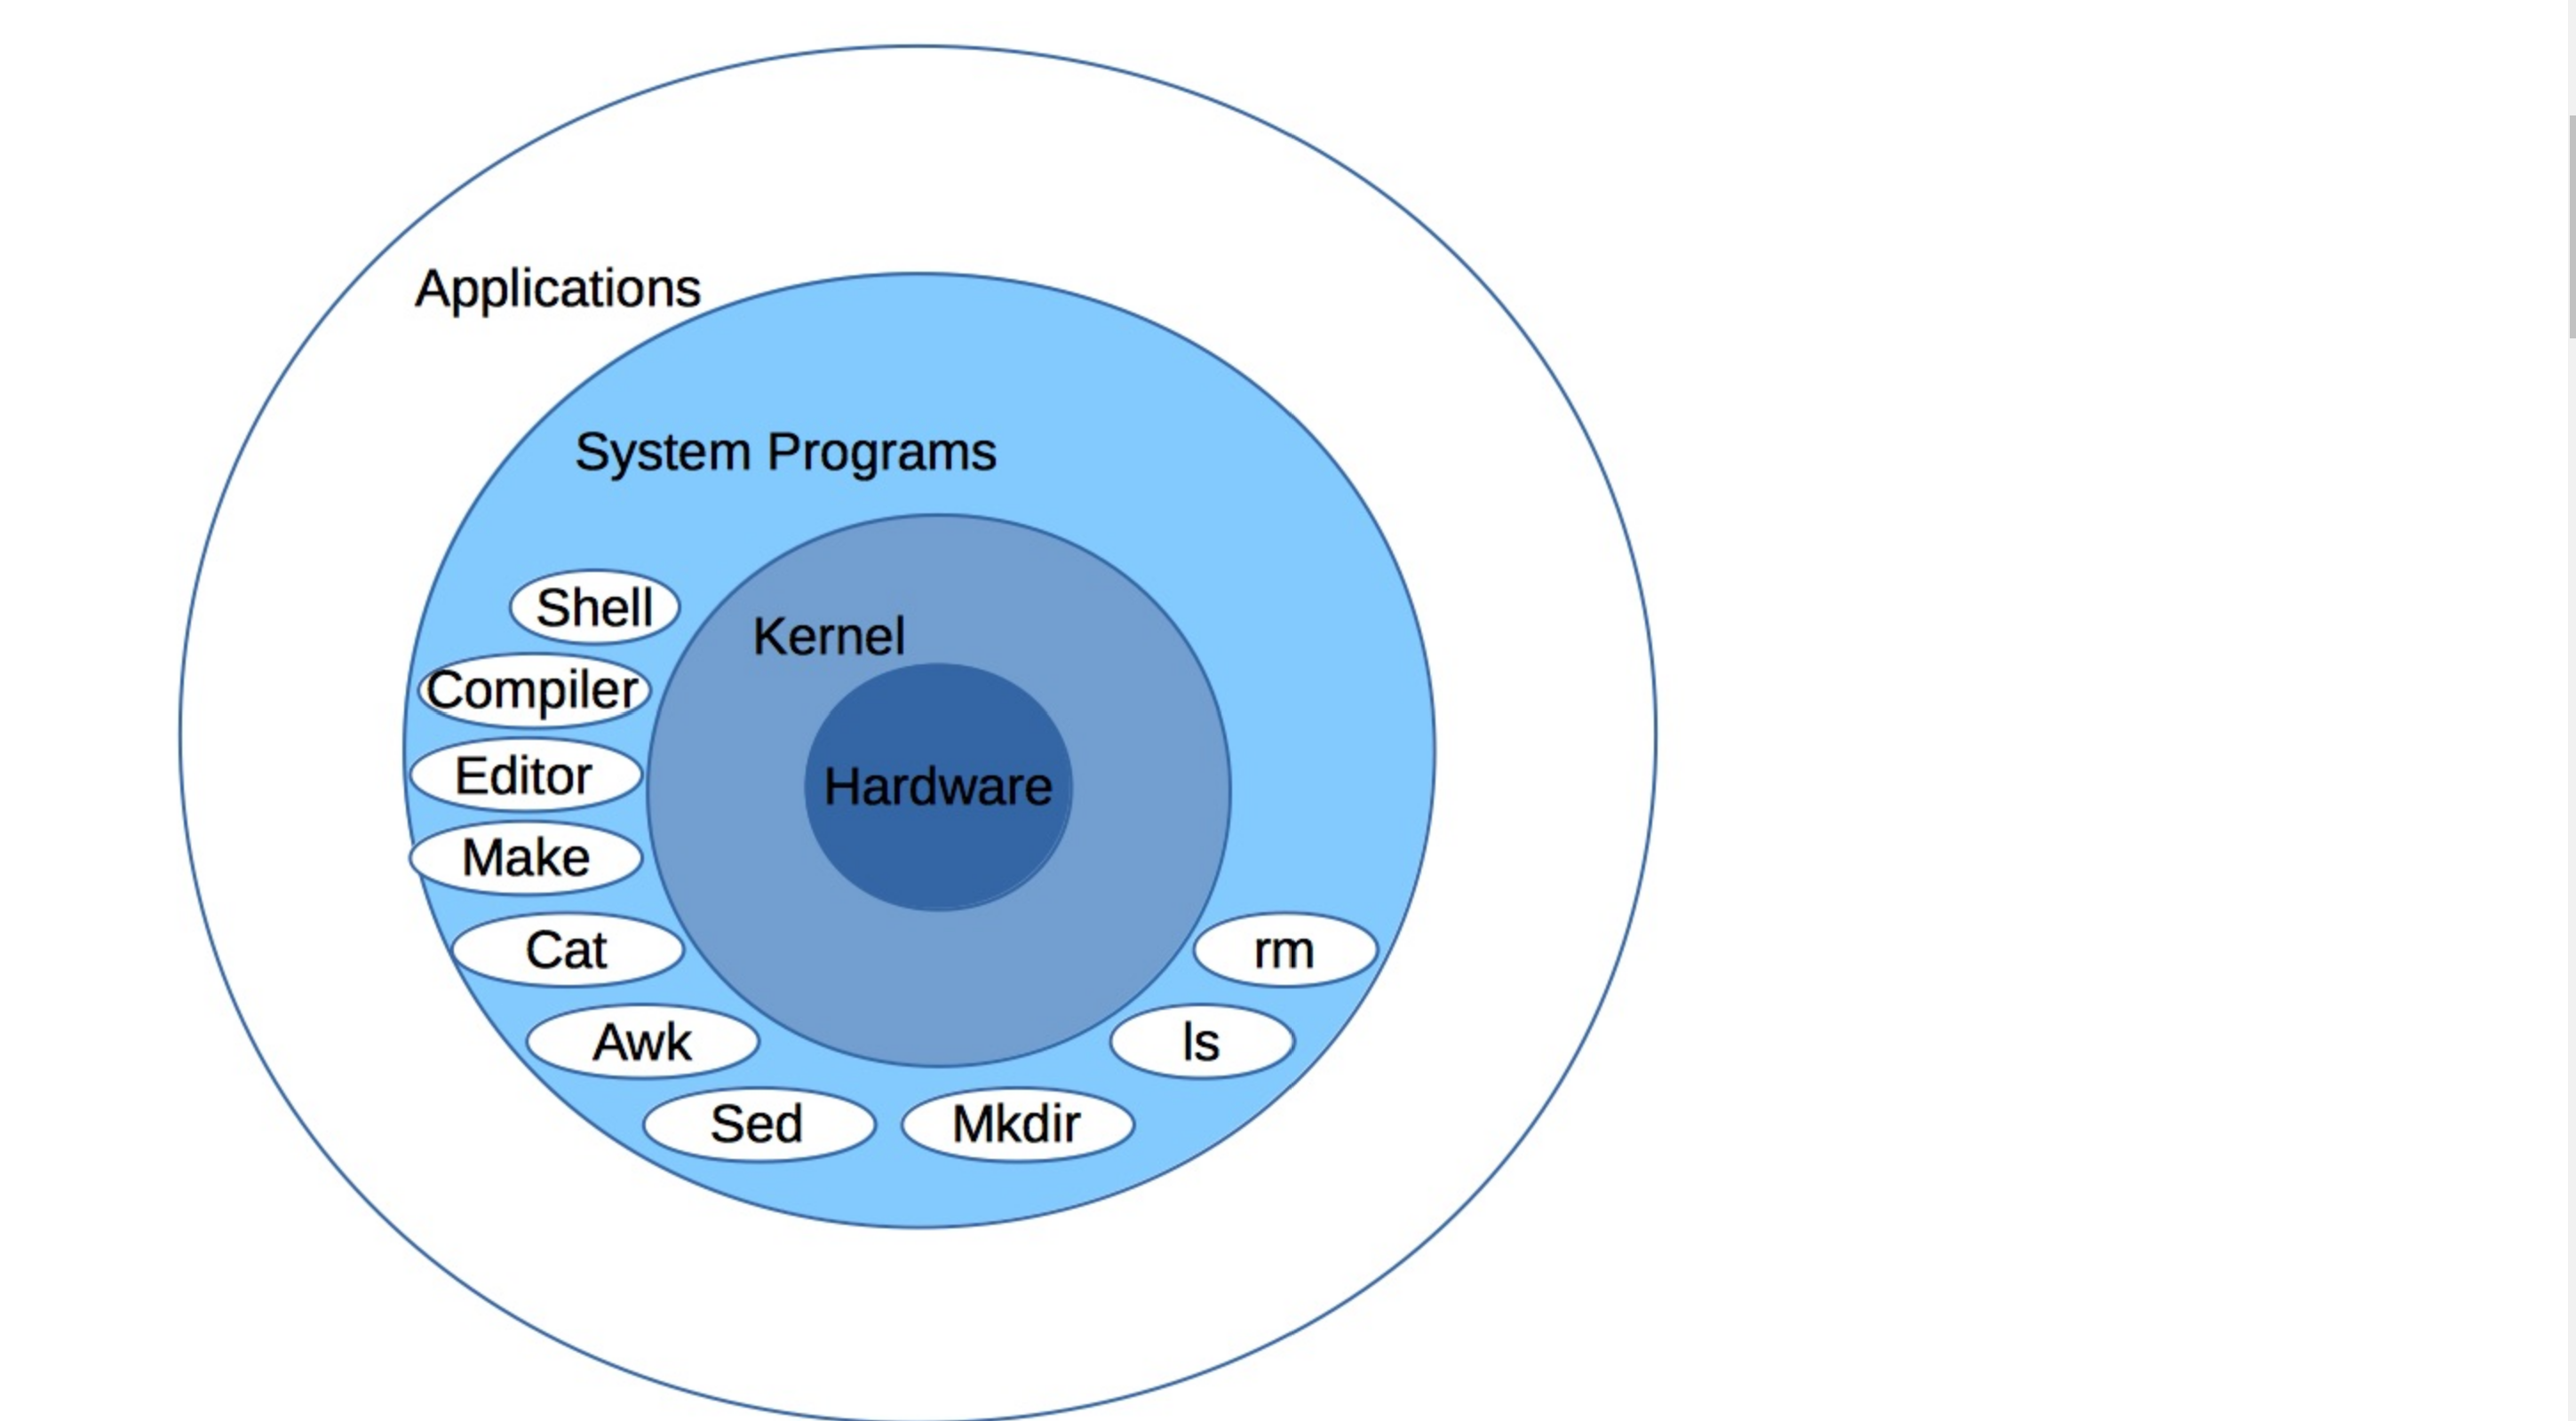 Applications
System Programs
Shell
Kernel
Compiler
Editor
Hardware
Make
Cat
rm
Awk
ls
Sed
Mkdir